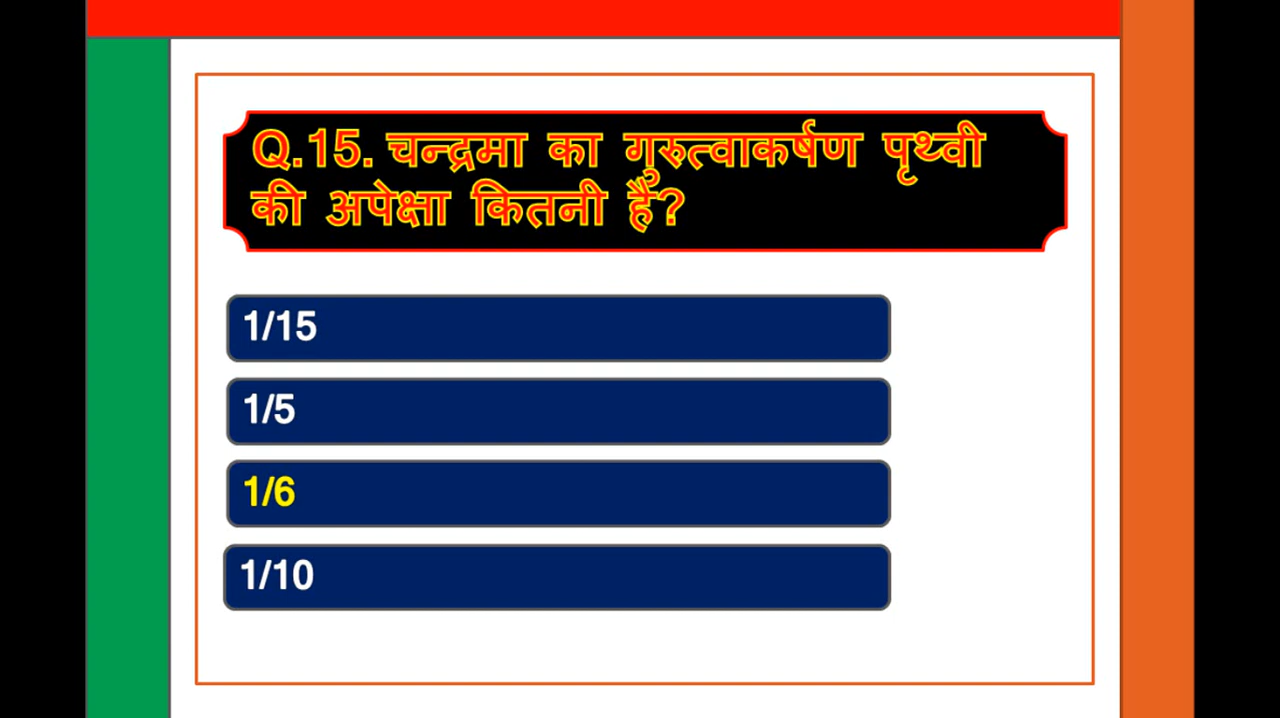 Q.15. चन्द्रमा का गुरुत्वाकर्षण पृथ्वी
की अपेक्षा कितनी हैं?
1/15
1/5
1/6
1/10